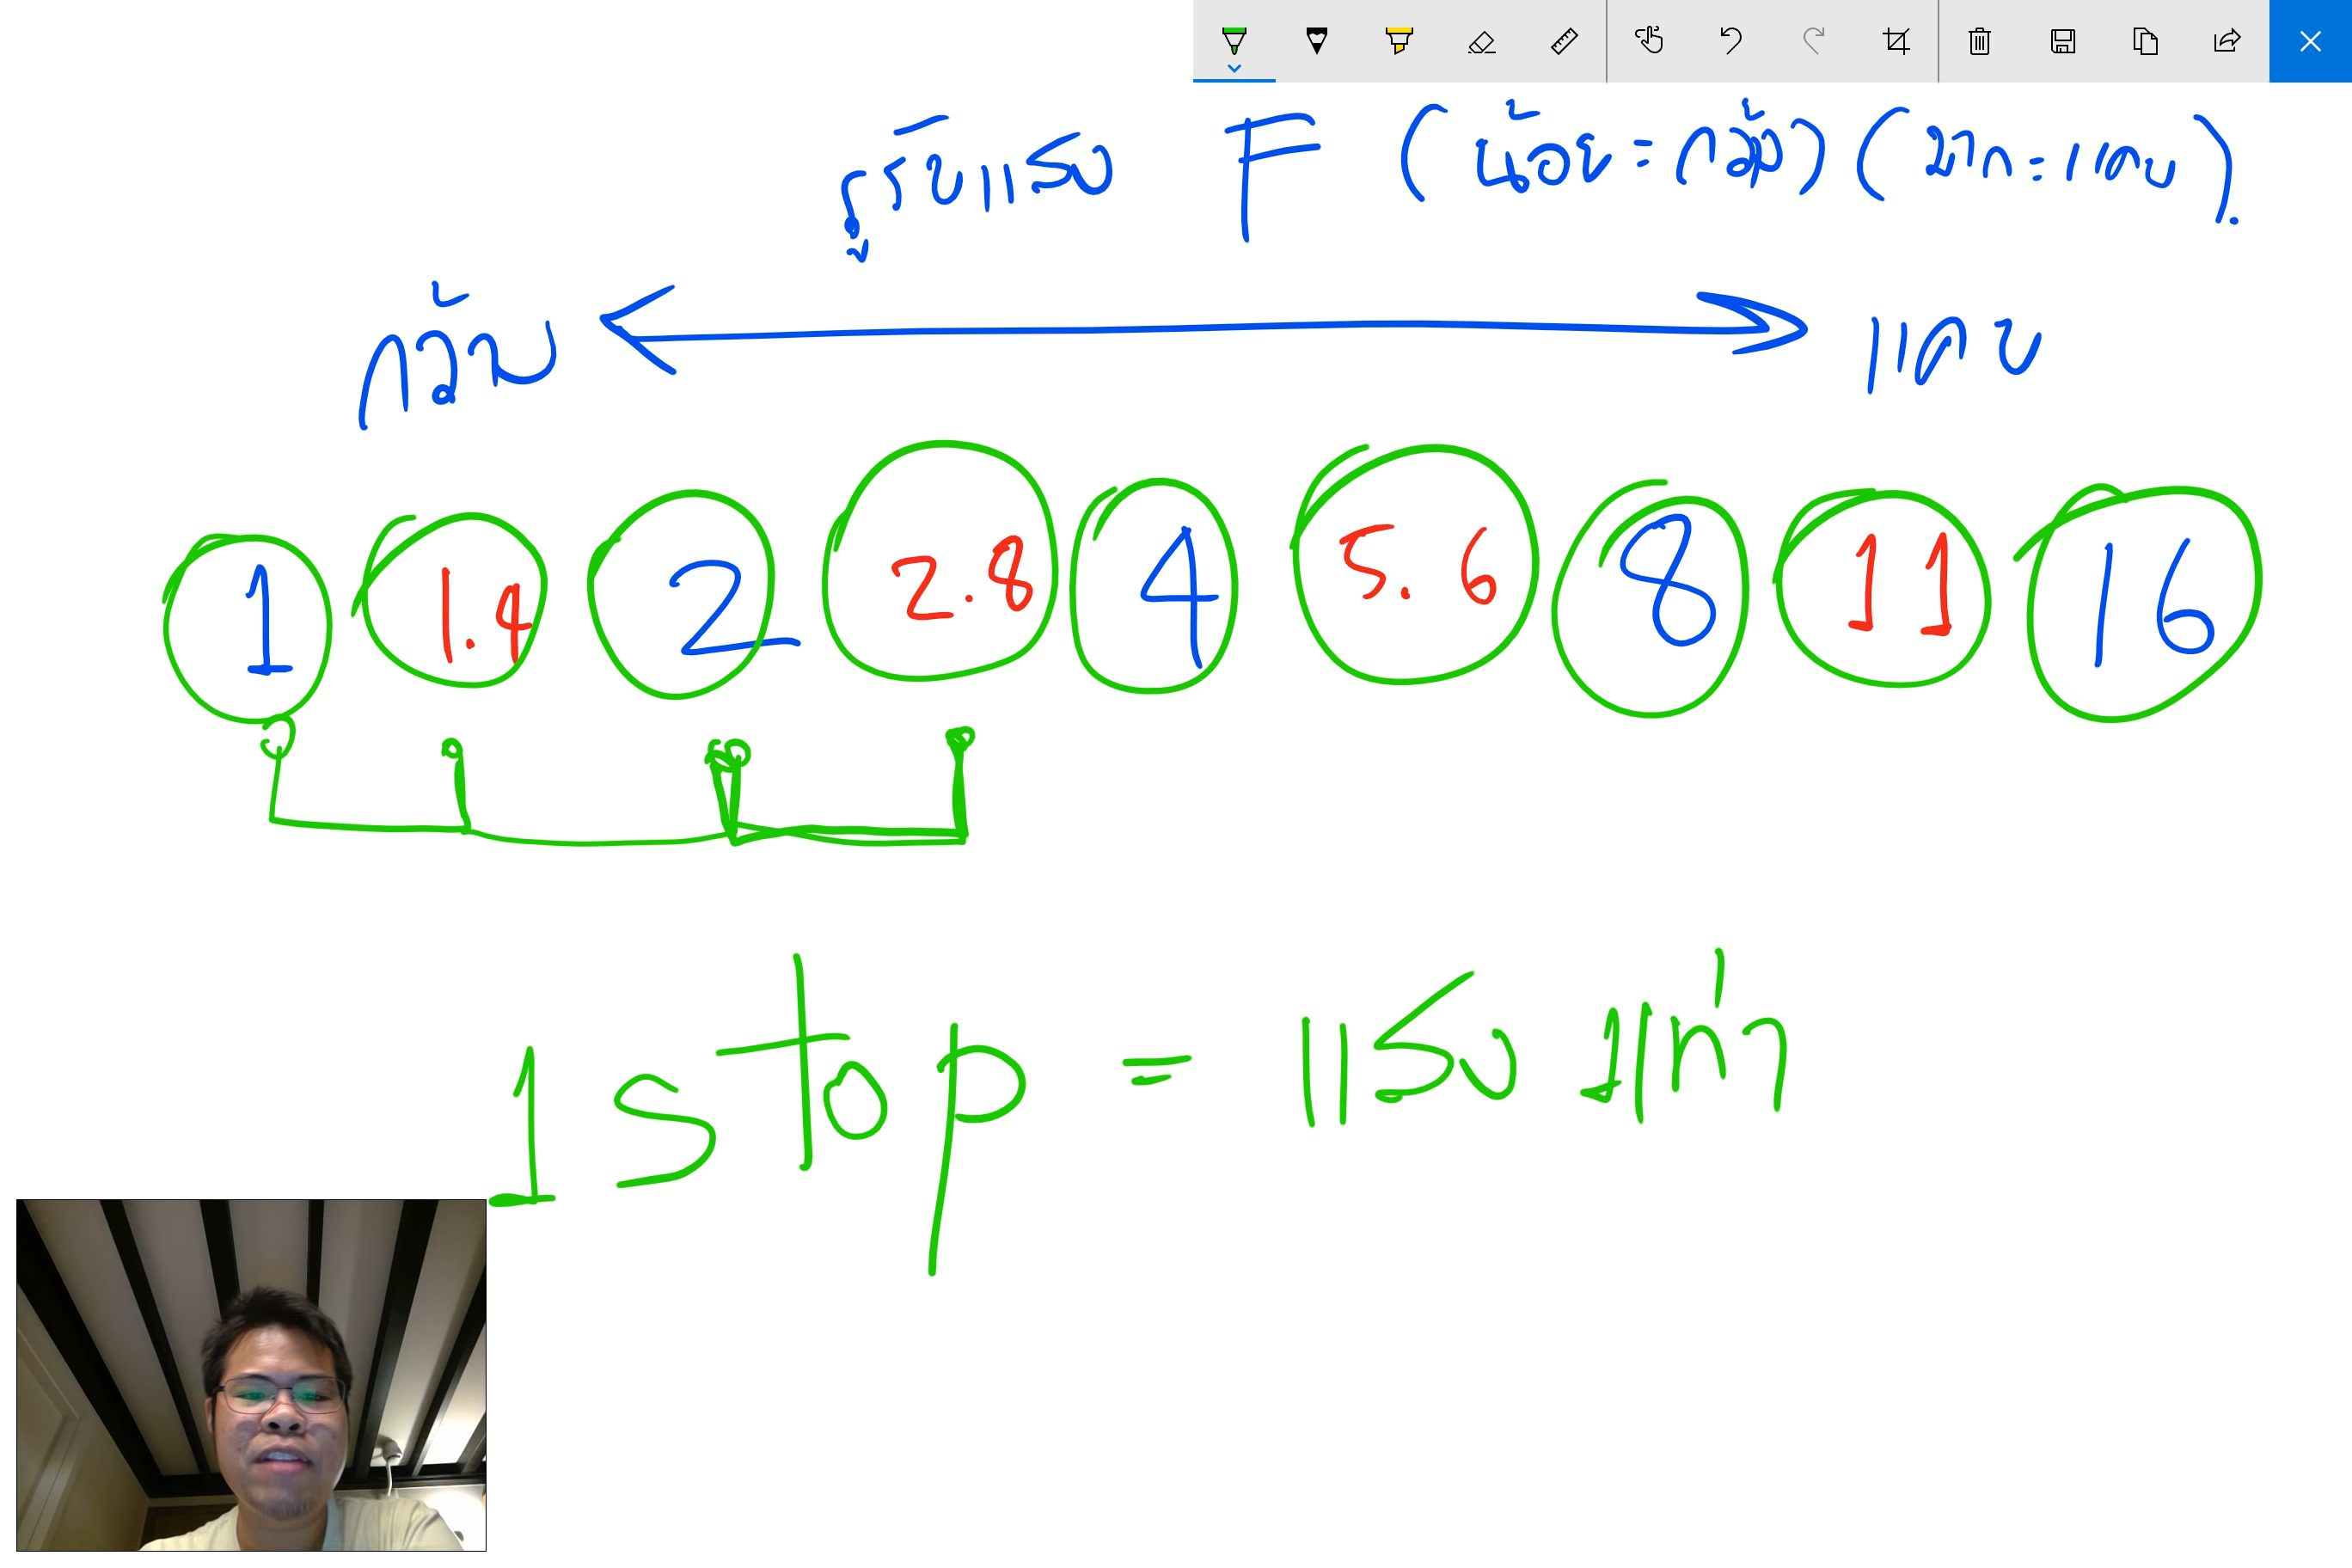 รูรับแสง F (น้อย=กว้าง) (มาก=แคบ).
กว้าง แคบ
1 1.4 2 2.8 4 5.6 8 11 16
1 stop = แสง 1เท่า